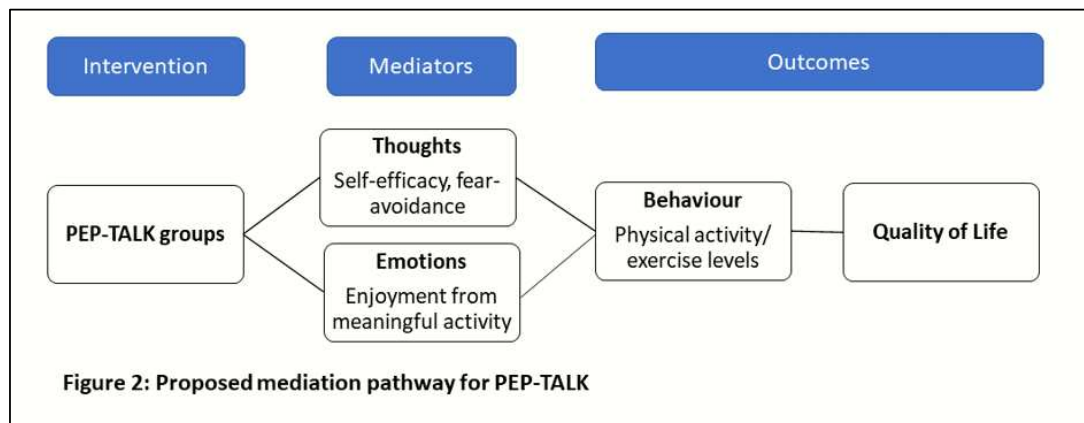 Intervention
Mediators
Outcomes
Thoughts
Self-efficacy, fear-
avoidance
PEP-TALK groups
Emotions
Enjoyment from
meaningful activity
Behaviour
Physical activity/
exercise levels
Quality of Life
Figure 2: Proposed mediation pathway for PEP-TALK